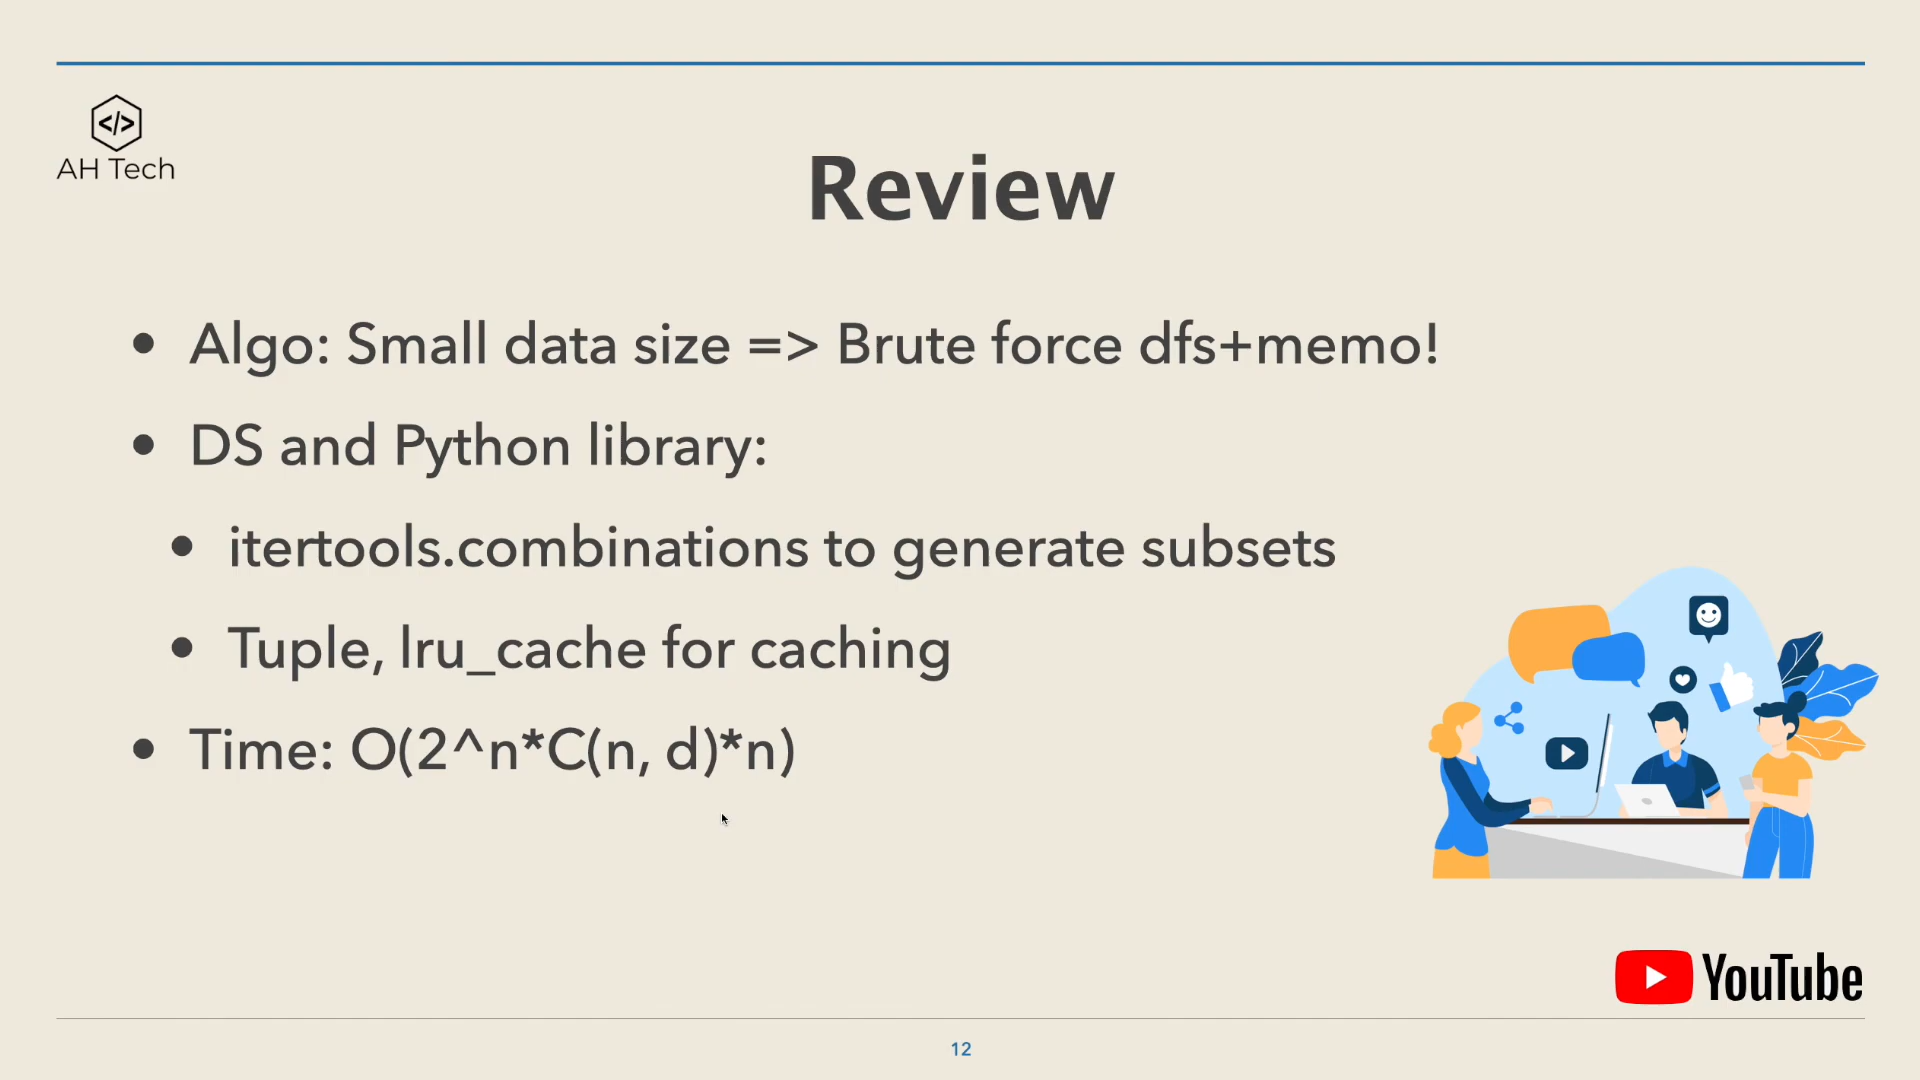 </>
AH Tech
Review
• Algo: Small data size => Brute force dfs+memo!
• DS and Python library:
• itertools.combinations to generate subsets
• Tuple, lru_cache for caching
• Time: O(2^n*C(n, d)*n)
YouTube
12